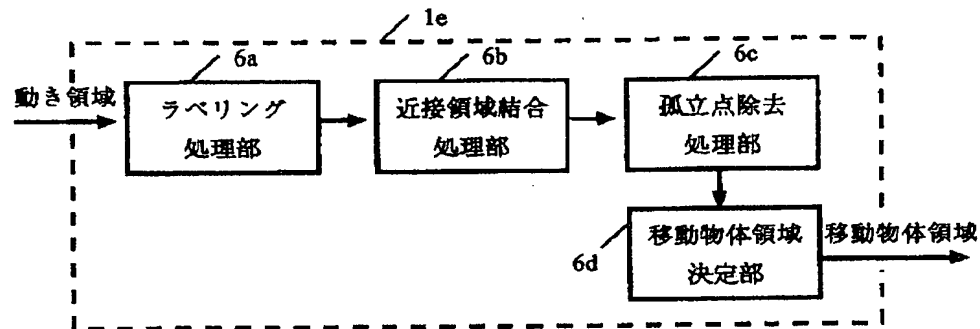 1e
6a
6b
6c
動き領域
ラベリング
処理部
近接領域結合
処理部
孤立点除去
処理部
6d
移動物体領域
決定部
移動物体領域